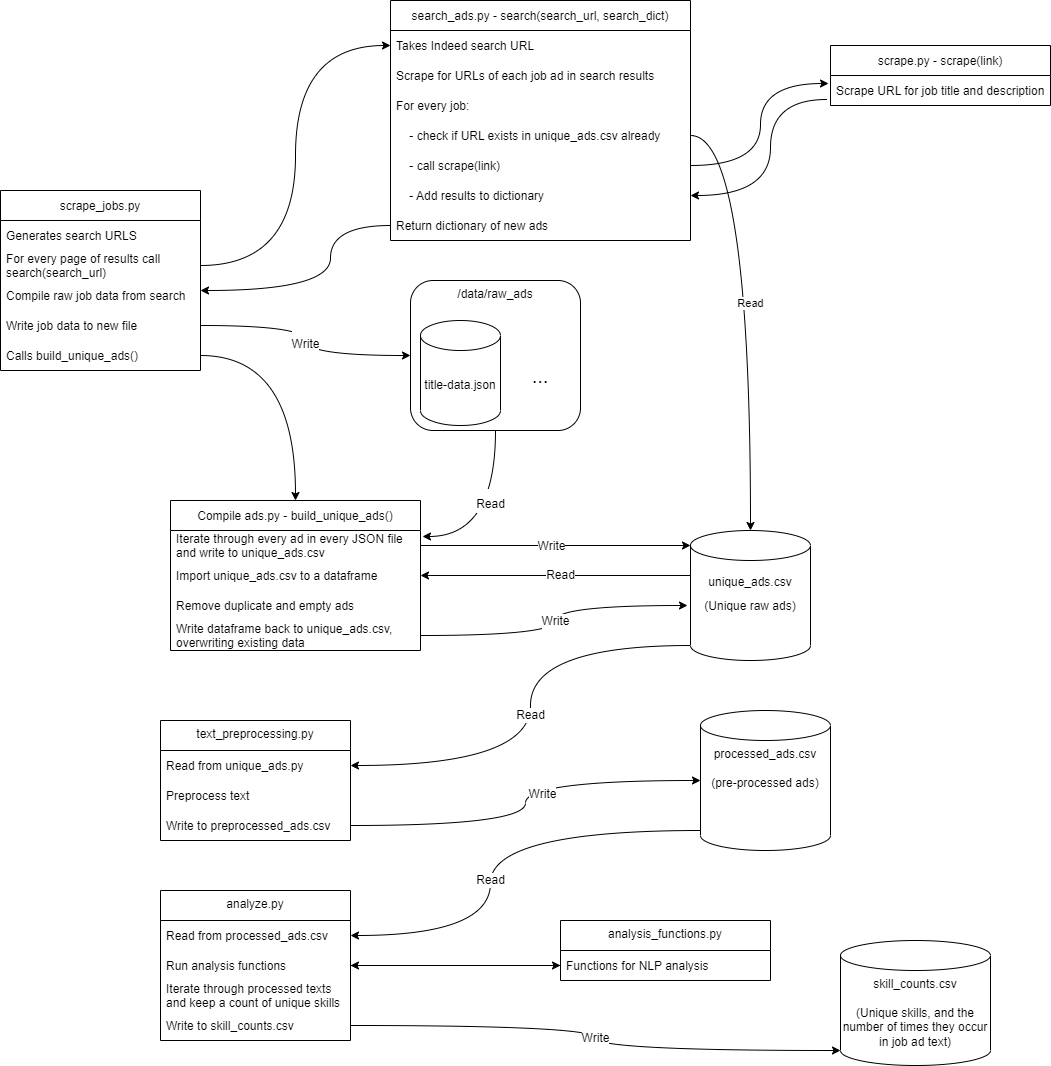 search_ads.py - search(search_url, search_dict)
Takes Indeed search URL
Scrape for URLs of each job ad in search results
For every job:
- check if URL exists in unique_ads.csv already
- call scrape(link)
- Add results to dictionary
Return dictionary of new ads
scrape.py - scrape(link)
Scrape URL for job title and description
scrape_jobs.py
Generates search URLS
For every page of results call
search(search_url)
Compile raw job data from search
Write job data to new file
Calls build_unique_ads()
/data/raw_ads
title-data.json
...
Write
Read
Read
Compile ads.py - build_unique_ads()
Iterate through every ad in every JSON file
and write to unique_ads.csv
Import unique_ads.csv to a dataframe
Remove duplicate and empty ads
Write dataframe back to unique_ads.csv,
overwriting existing data
Write
Read
Write
unique_ads.csv
(Unique raw ads)
Read
text_preprocessing.py
Read from unique_ads.py
Preprocess text
Write to preprocessed_ads.csv
Write
processed_ads.csv
(pre-processed ads)
Read
analyze.py
Read from processed_ads.csv
Run analysis functions
Iterate through processed texts
and keep a count of unique skills
Write to skill_counts.csv
analysis_functions.py
Functions for NLP analysis
Write
skill_counts.csv
(Unique skills, and the
number of times they occur
in job ad text)